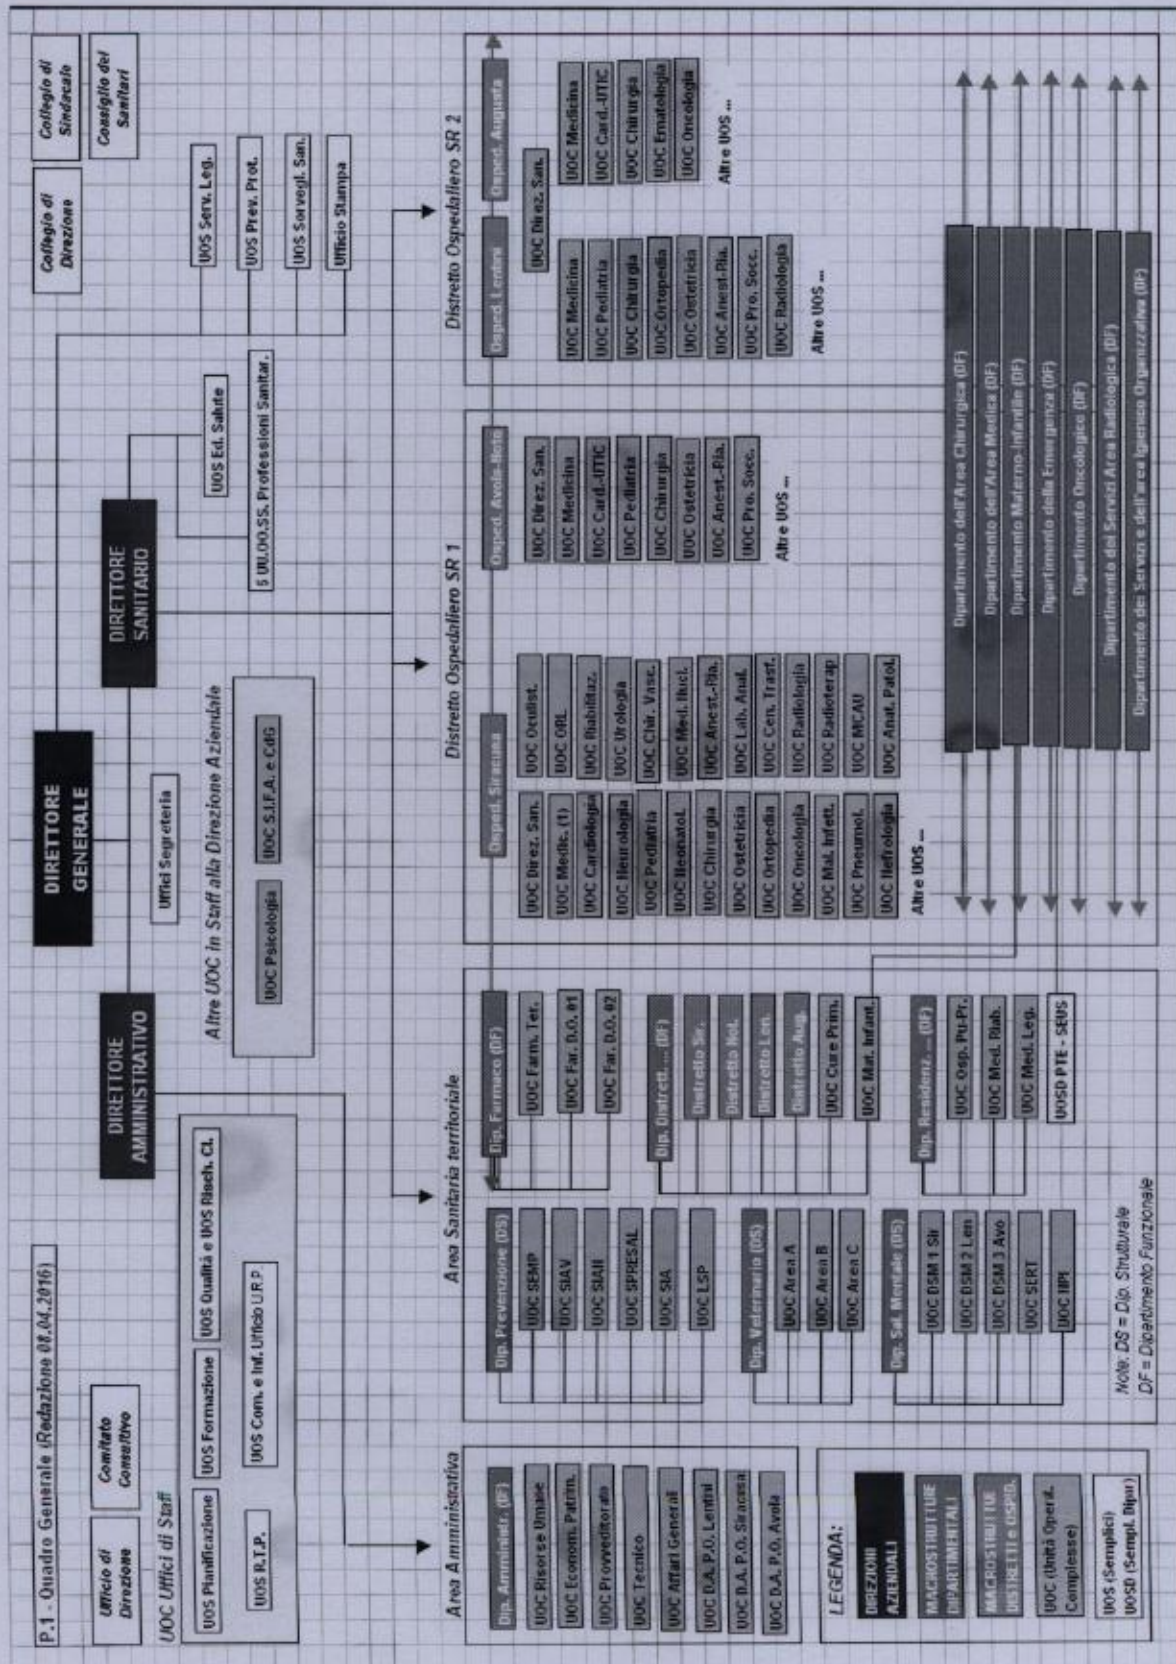 P.1 - Quadro Generale (Redazione 08.04.2016)
Ufficio di
Direzione
Comitato
Consultivo
DIRETTORE
GENERALE
Collegio di
Direzione
Collegio di
Sindacale
Consiglio dei
Sanitari
UOC Uffici di Staff
UOS Pianificazione
UOS Formazione
UOS Qualità e UOS Risch. Cl.
UOS R.T.P.
UOS Com. e Inf. Ufficio U.R.P.
DIRETTORE
AMMINISTRATIVO
Uffici Segreteria
DIRETTORE
SANITARIO
Altre UOC in Staff alla Direzione Aziendale
UOC Psicologia
UOC S.I.F.A. e CdG
UOS Ed. Salute
5 UU.OO.SS. Professioni Sanitar.
UOS Serv. Leg.
UOS Prev. Prot.
UOS Sorvegl. San.
Ufficio Stampa
Area Amministrativa
Dip. Amministr. (DF)
UOC Risorse Umane
UOC Econom. Patrim.
UOC Provveditorato
UOC Tecnico
UOC Affari Generali
UOC D.A. P.O. Lentini
UOC D.A. P.O. Siracusa
UOC D.A. P.O. Avola
Area Sanitaria territoriale
Dip. Prevenzione (DS)
UOC SEMP
UOC SIAV
UOC SIAN
UOC SPRESAL
UOC SIA
UOC LSP
Dip. Veterinario (DS)
UOC Area A
UOC Area B
UOC Area C
Dip. Sal. Mentale (DS)
UOC DSM 1 Sir
UOC DSM 2 Len
UOC DSM 3 Avo
UOC SERT
UOC NPI
Dip. Farmaco (DF)
UOC Farm. Ter.
UOC Far. D.O. 01
UOC Far. D.O. 02
Dip. Distrett. ... (DF)
Distretto Sr.
Distretto Not.
Distretto Len.
Distretto Aug.
UOC Cure Prim.
UOC Mat. Infant.
Dip. Residenz. ... (DF)
UOC Osp. Pu-Pr.
UOC Med. Riab.
UOC Med. Leg.
UOSD PTE - SEUS
Note: DS = Dip. Strutturale
DF = Dipartimento Funzionale
Distretto Ospedaliero SR 1
Osped. Siracusa
UOC Direz. San.
UOC Medic. (1)
UOC Cardiologia
UOC Neurologia
UOC Pediatria
UOC Neonatol.
UOC Chirurgia
UOC Ostetricia
UOC Ortopedia
UOC Oncologia
UOC Mal. Infett.
UOC Pneumol.
UOC Nefrologia
Altre UOS ...
UOC Oculist.
UOC ORL
UOC Riabilitaz.
UOC Urologia
UOC Chir. Vasc.
UOC Med. Nucl.
UOC Anest.-Ria.
UOC Lab. Anal.
UOC Cen. Trasf.
UOC Radiologia
UOC Radioterap
UOC MCAU
UOC Anat. Patol.
Osped. Avola-Noto
UOC Direz. San.
UOC Medicina
UOC Card.-UTIC
UOC Pediatria
UOC Chirurgia
UOC Ostetricia
UOC Anest.-Ria.
UOC Pro. Socc.
Altre UOS ...
Distretto Ospedaliero SR 2
Osped. Lentini
Osped. Augusta
UOC Direz. San.
UOC Medicina
UOC Pediatria
UOC Chirurgia
UOC Ortopedia
UOC Ostetricia
UOC Anest-Ria.
UOC Pro. Socc.
UOC Radiologia
Altre UOS ...
UOC Medicina
UOC Card.-UTIC
UOC Chirurgia
UOC Ematologia
UOC Oncologia
Altre UOS ...
Dipartimento dell'Area Chirurgica (DF)
Dipartimento dell'Area Medica (DF)
Dipartimento Materno-Infantile (DF)
Dipartimento della Emergenza (DF)
Dipartimento Oncologico (DF)
Dipartimento dei Servizi Area Radiologica (DF)
Dipartimento dei Servizi e dell'area Igienico Organizzativa (DF)
LEGENDA:
DIREZIONI
AZIENDALI
MACROSTRUTTURE
DIPARTIMENTALI
MACROSTRUTTUE
DISTRETTI e OSPED.
UOC (Unità Operat.
Complesse)
UOS (Semplici)
UOSD (Sempl. Dipar)